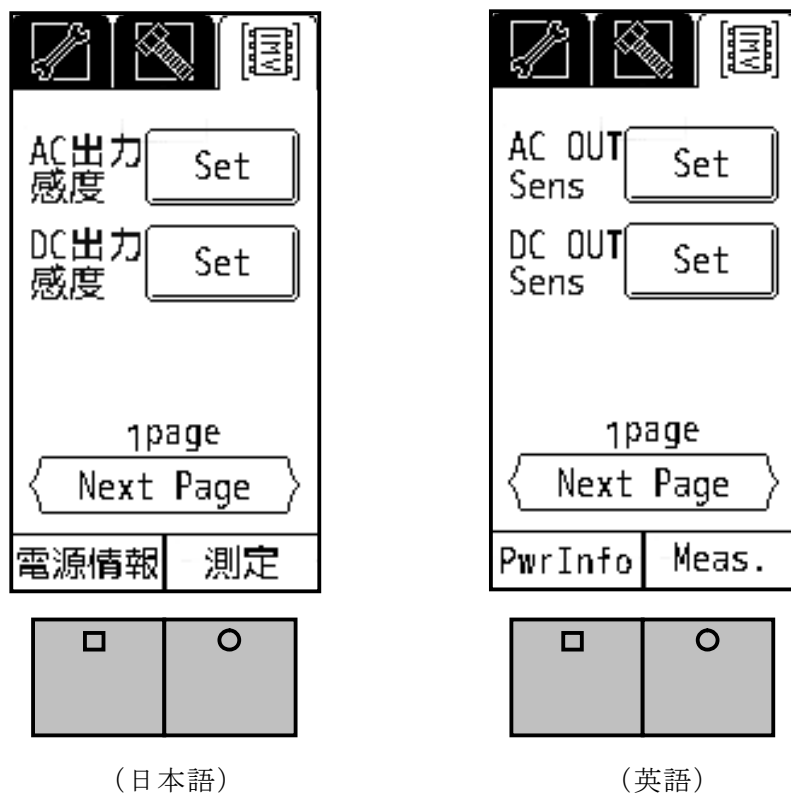 AC出力
感度
Set
DC出力
感度
Set
1page
Next Page
電源情報
測定
□
○
(日本語)
AC OUT
Sens
Set
DC OUT
Sens
Set
1page
Next Page
PwrInfo
Meas.
□
○
(英語)